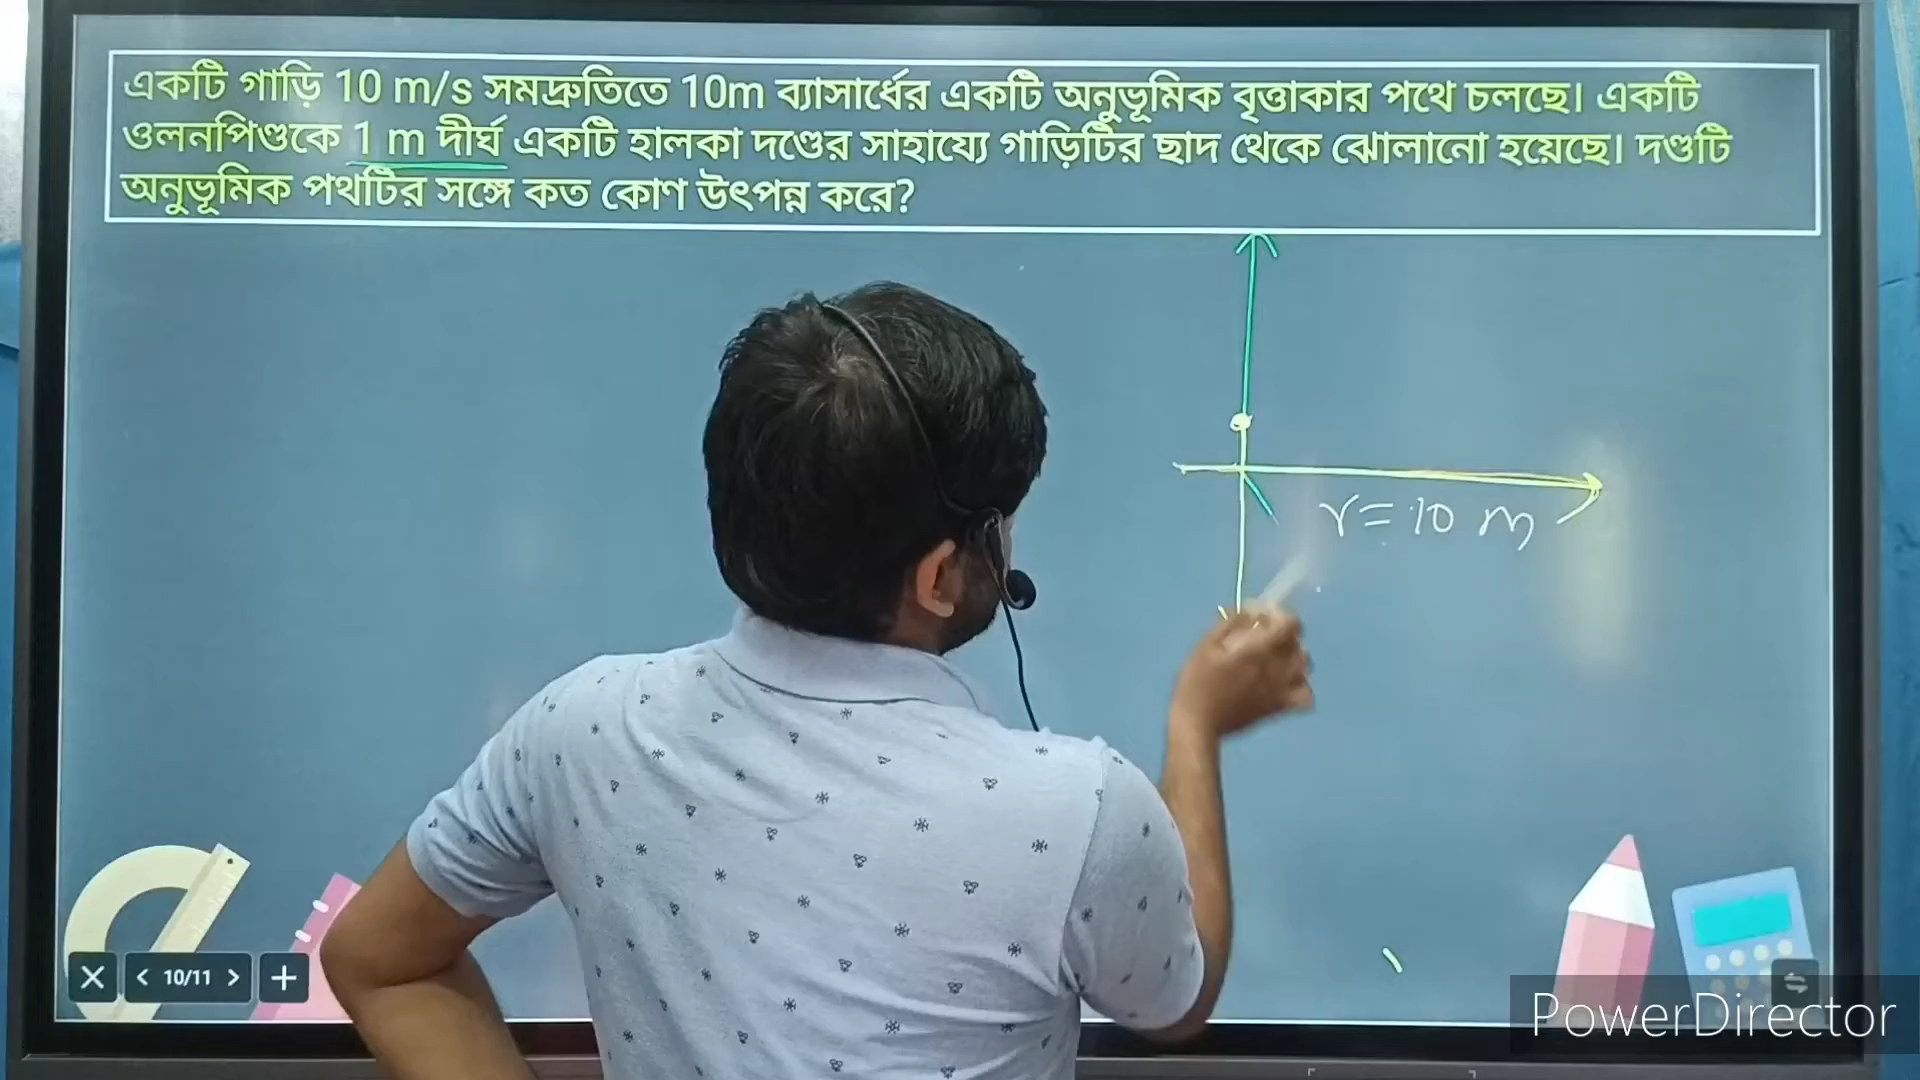 একটি গাড়ি 10 m/s সমদ্রুতিতে 10m ব্যাসার্ধের একটি অনুভূমিক বৃত্তাকার পথে চলছে। একটি
ওলনপিণ্ডকে 1 m দীর্ঘ একটি হালকা দণ্ডের সাহায্যে গাড়িটির ছাদ থেকে ঝোলানো হয়েছে। দণ্ডটি
অনুভূমিক পথটির সঙ্গে কত কোণ উৎপন্ন করে?
r = 10 m
10/11
PowerDirector